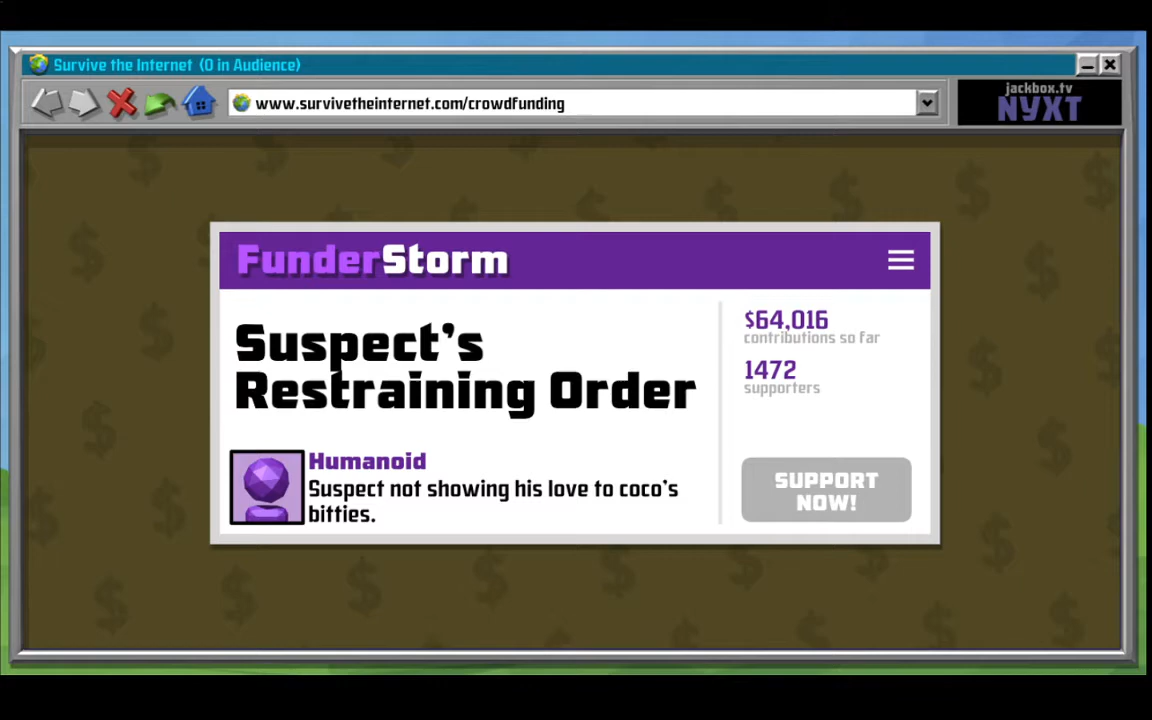 Survive the Internet (0 in Audience)
www.survivetheinternet.com/crowdfunding
jackbox.tv
NYXT
FunderStorm
Suspect's
Restraining Order
$64,016
contributions so far
1472
supporters
Humanoid
Suspect not showing his love to coco's
bitties.
SUPPORT
NOW!